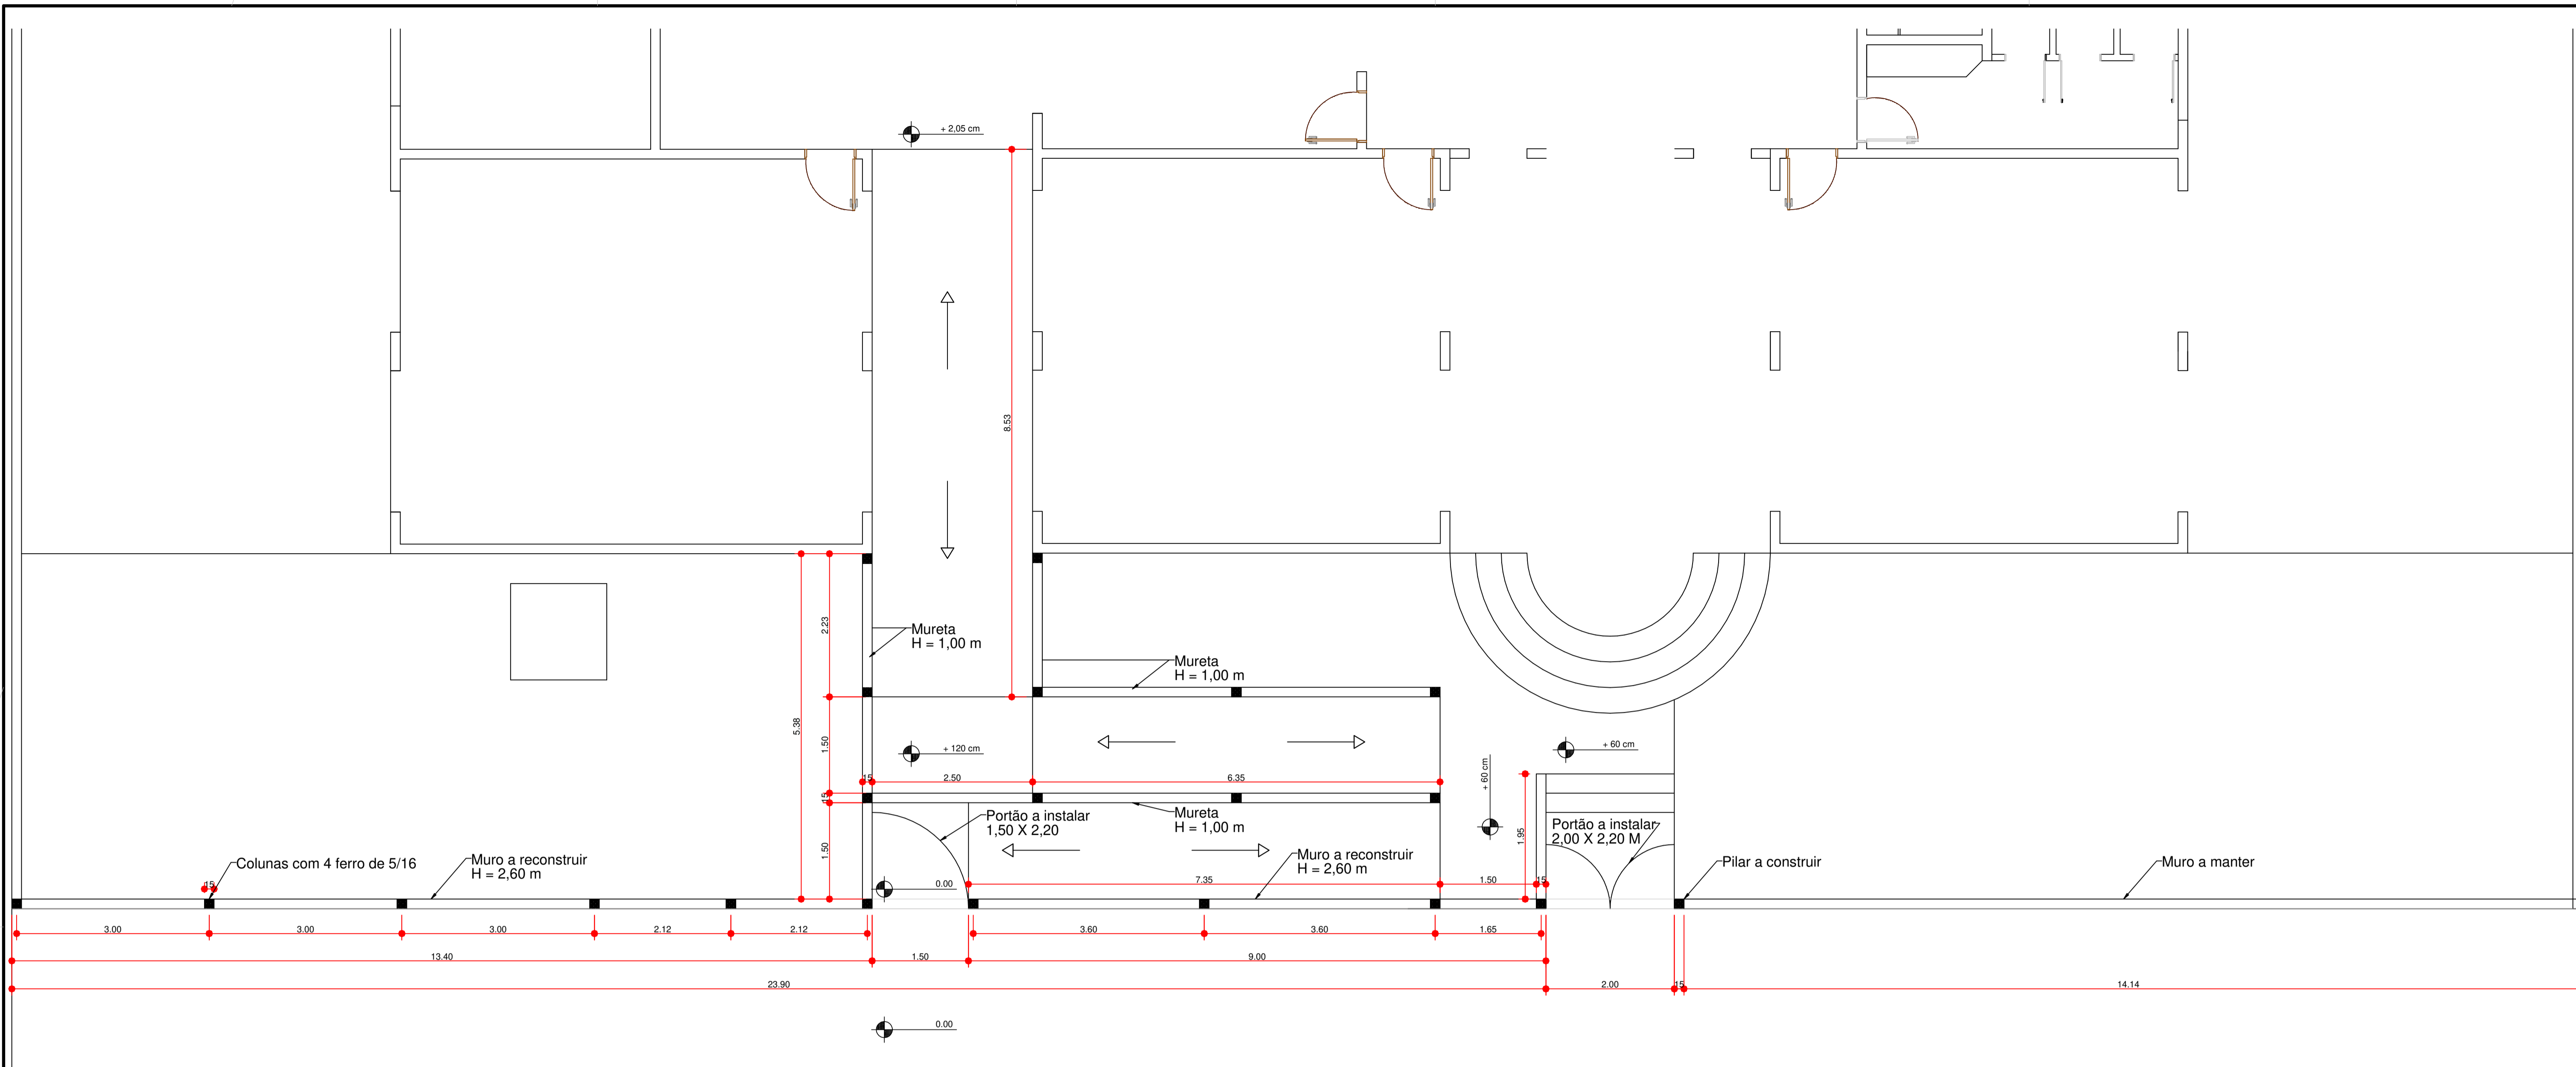 + 2,05 cm
8.53
2.23
5.38
1.50
15
1.50
Mureta
H = 1,00 m
Mureta
H = 1,00 m
+ 120 cm
+ 60 cm
+ 60 cm
15
2.50
6.35
Portão a instalar
1,50 X 2,20
Mureta
H = 1,00 m
Portão a instalar
2,00 X 2,20 M
1.95
Colunas com 4 ferro de 5/16
Muro a reconstruir
H = 2,60 m
Muro a reconstruir
H = 2,60 m
Pilar a construir
Muro a manter
15
0.00
7.35
1.50
15
3.00
3.00
3.00
2.12
2.12
3.60
3.60
1.65
13.40
1.50
9.00
23.90
2.00
15
14.14
0.00